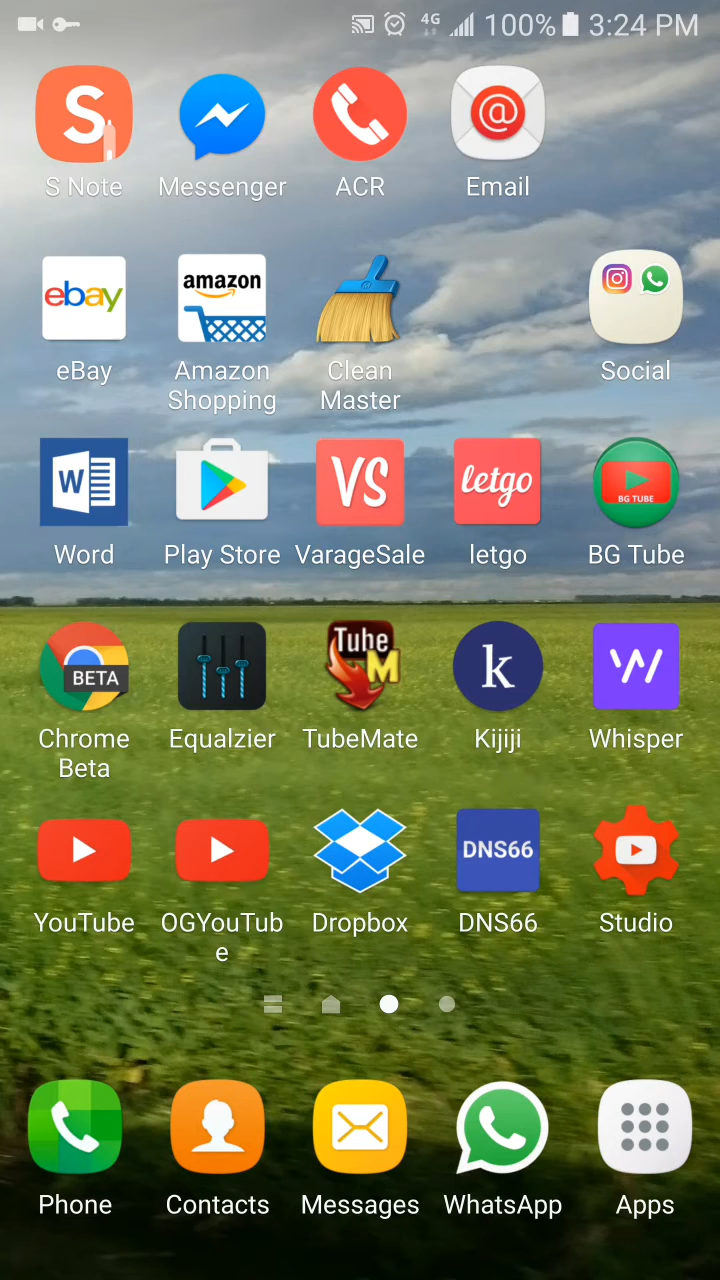 4G 100% 3:24 PM
S
@
S Note Messenger ACR Email
ebay amazon
eBay Amazon Shopping Clean Master Social
W VS letgo BG TUBE
Word Play Store VarageSale letgo BG Tube
BETA Tube M k W
Chrome Beta Equalzier TubeMate Kijiji Whisper
DNS66
YouTube OGYouTube Dropbox DNS66 Studio
Phone Contacts Messages WhatsApp Apps